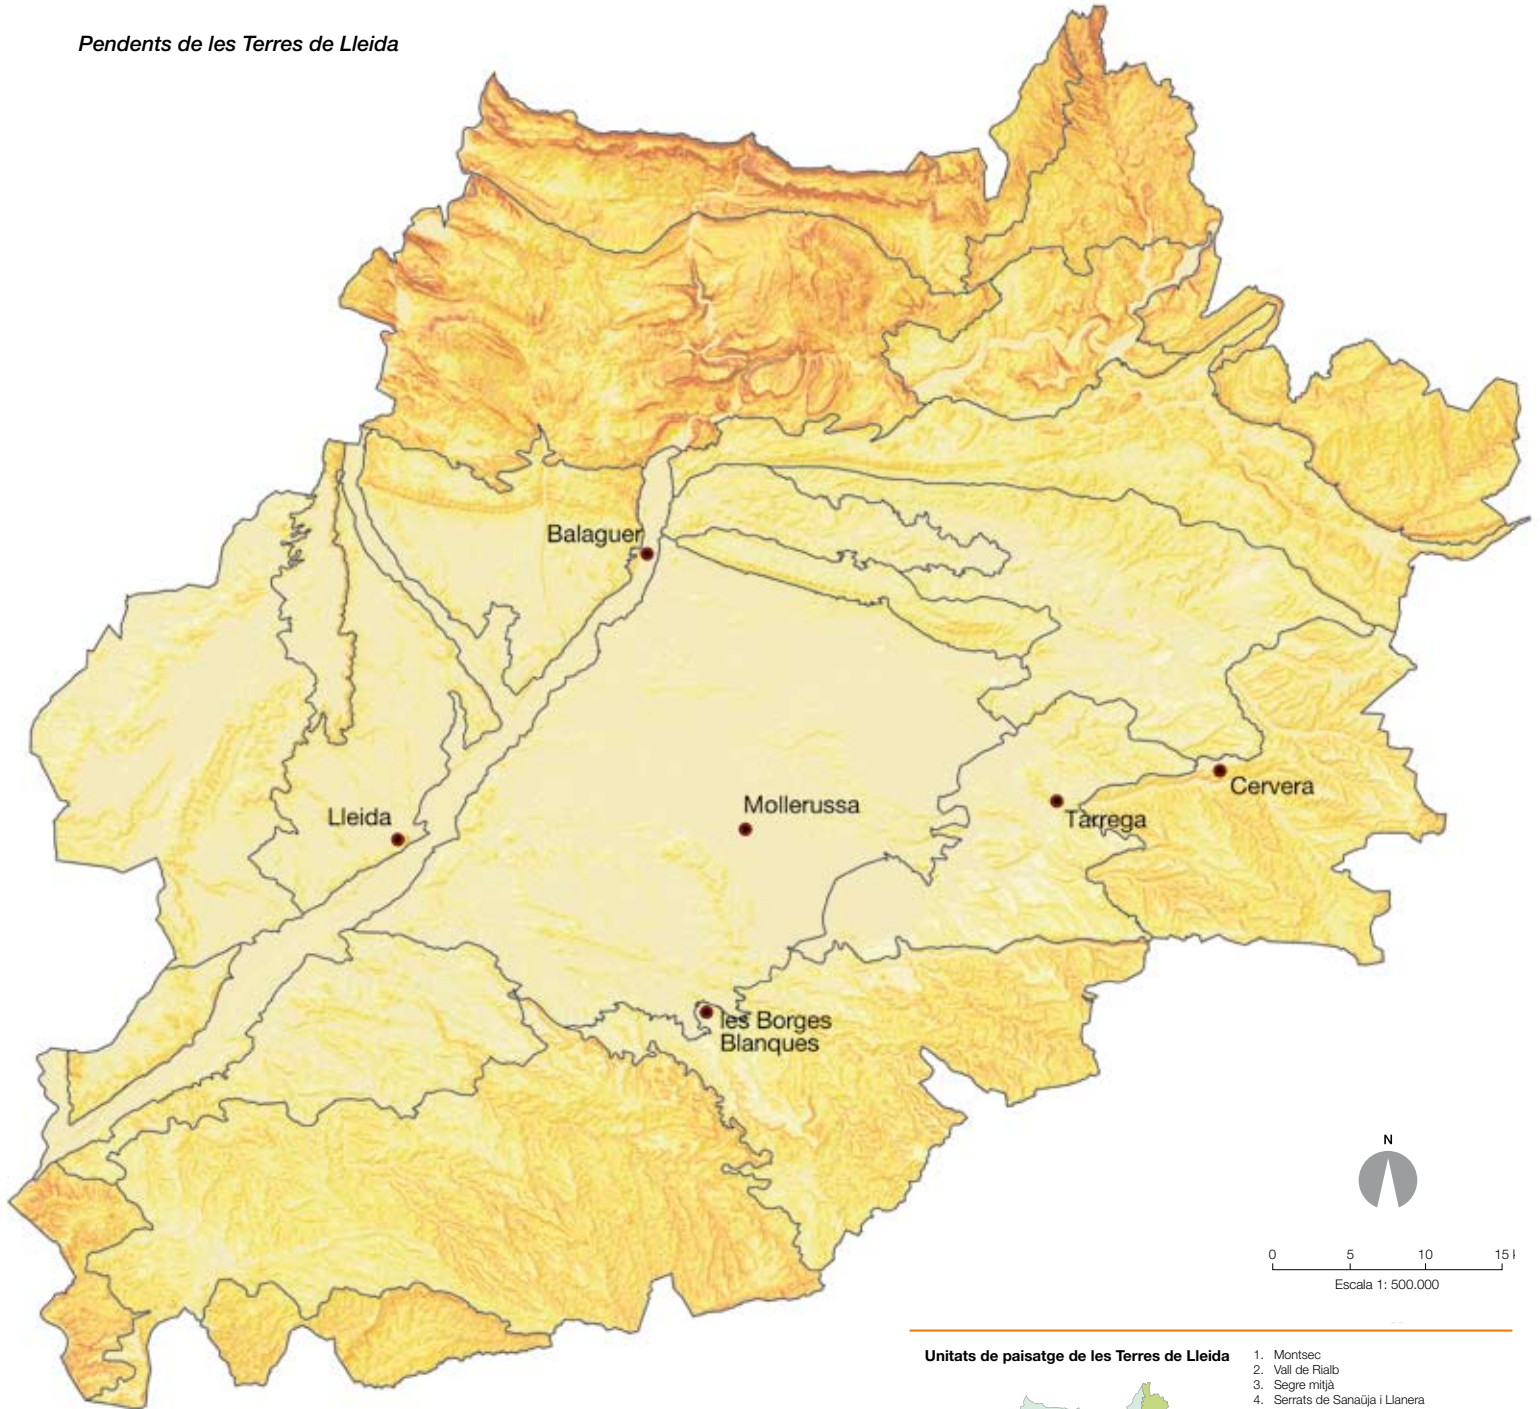 Pendents de les Terres de Lleida
Balaguer
Lleida
Mollerussa
Cervera
Tàrrega
les Borges
Blanques
N
0 5 10 15
Escala 1: 500.000
Unitats de paisatge de les Terres de Lleida
1. Montsec
2. Vall de Rialb
3. Segre mitjà
4. Serrats de Sanaüja i Llanera